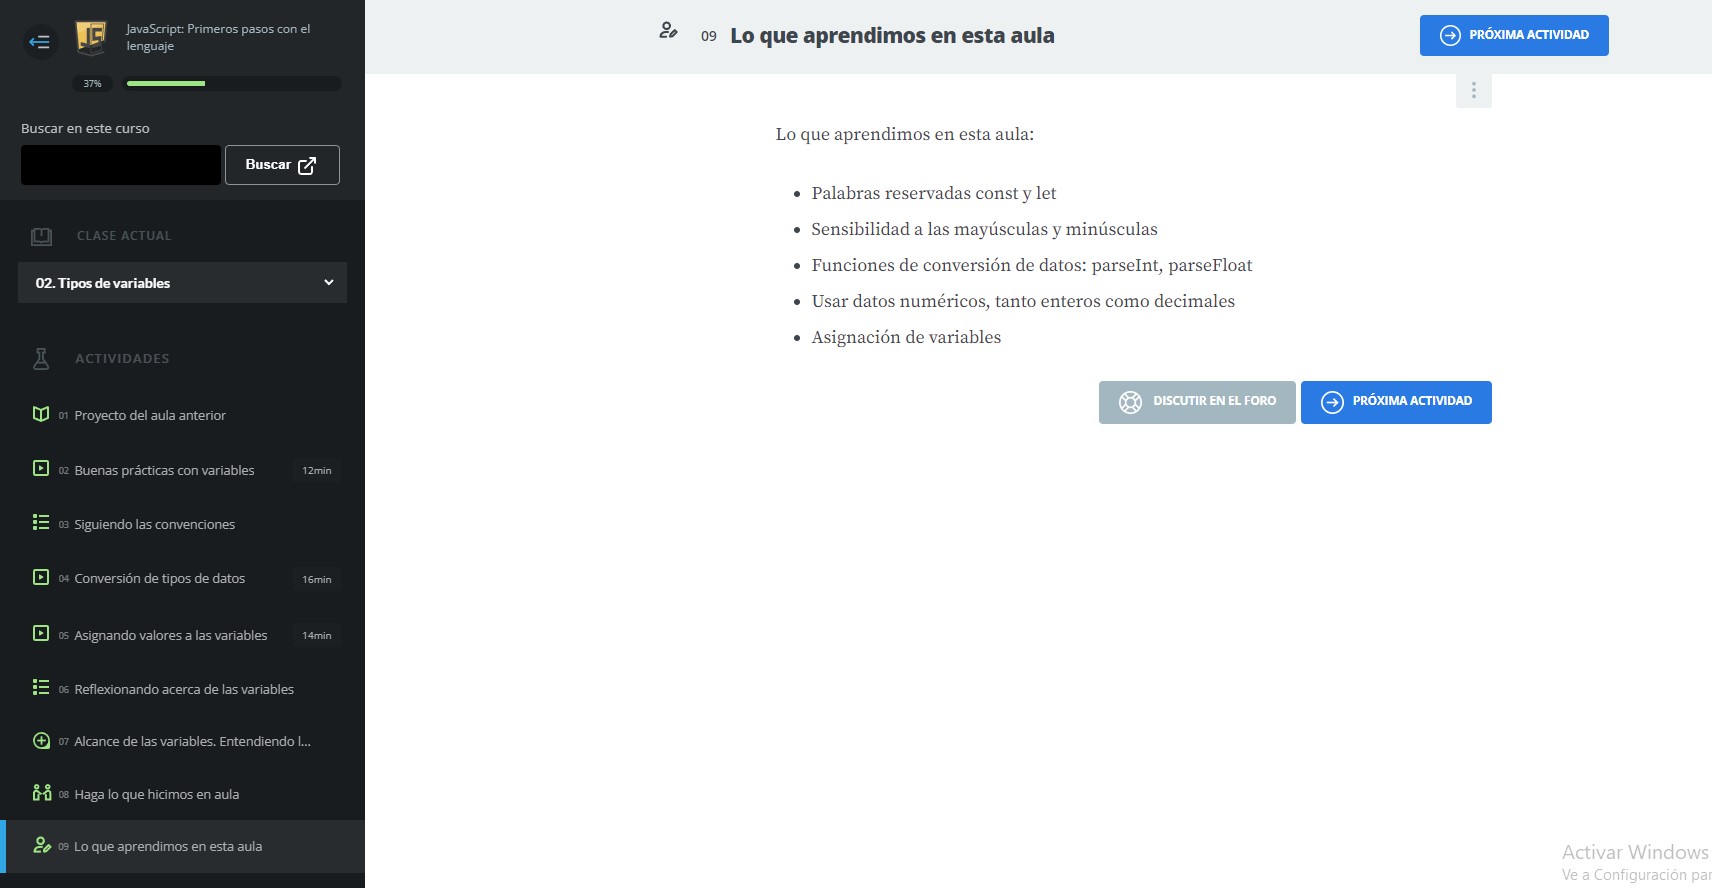 JavaScript: Primeros pasos con el
lenguaje
37%
Buscar en este curso
Buscar
CLASE ACTUAL
02. Tipos de variables
ACTIVIDADES
01 Proyecto del aula anterior
02 Buenas prácticas con variables 12min
03 Siguiendo las convenciones
04 Conversión de tipos de datos 16min
05 Asignando valores a las variables 14min
06 Reflexionando acerca de las variables
07 Alcance de las variables. Entendiendo l...
08 Haga lo que hicimos en aula
09 Lo que aprendimos en esta aula
09 Lo que aprendimos en esta aula
PRÓXIMA ACTIVIDAD
Lo que aprendimos en esta aula:
• Palabras reservadas const y let
• Sensibilidad a las mayúsculas y minúsculas
• Funciones de conversión de datos: parseInt, parseFloat
• Usar datos numéricos, tanto enteros como decimales
• Asignación de variables
DISCUTIR EN EL FORO
PRÓXIMA ACTIVIDAD
Activar Windows
Ve a Configuración par